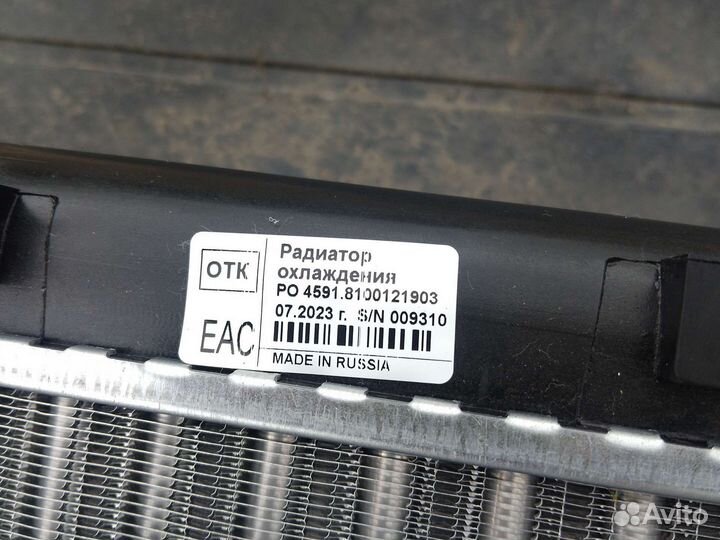 ОТК
Радиатор
охлаждения
РО 4591.8100121903
07.2023 г. S/N 009310
EAC
MADE IN RUSSIA
Avito